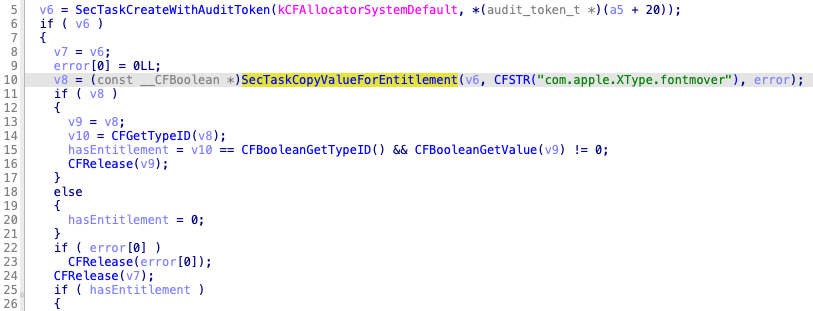 5 v6 = SecTaskCreateWithAuditToken(kCFAllocatorSystemDefault, *(audit_token_t *)(a5 + 20));
6 if ( v6 )
7 {
8 v7 = v6;
9 error[0] = 0LL;
10 v8 = (const __CFBoolean *)SecTaskCopyValueForEntitlement(v6, CFSTR("com.apple.XType.fontmover"), error);
11 if ( v8 )
12 {
13 v9 = v8;
14 v10 = CFGetTypeID(v8);
15 hasEntitlement = v10 == CFBooleanGetTypeID() && CFBooleanGetValue(v9) != 0;
16 CFRelease(v9);
17 }
18 else
19 {
20 hasEntitlement = 0;
21 }
22 if ( error[0] )
23 CFRelease(error[0]);
24 CFRelease(v7);
25 if ( hasEntitlement )
26 {